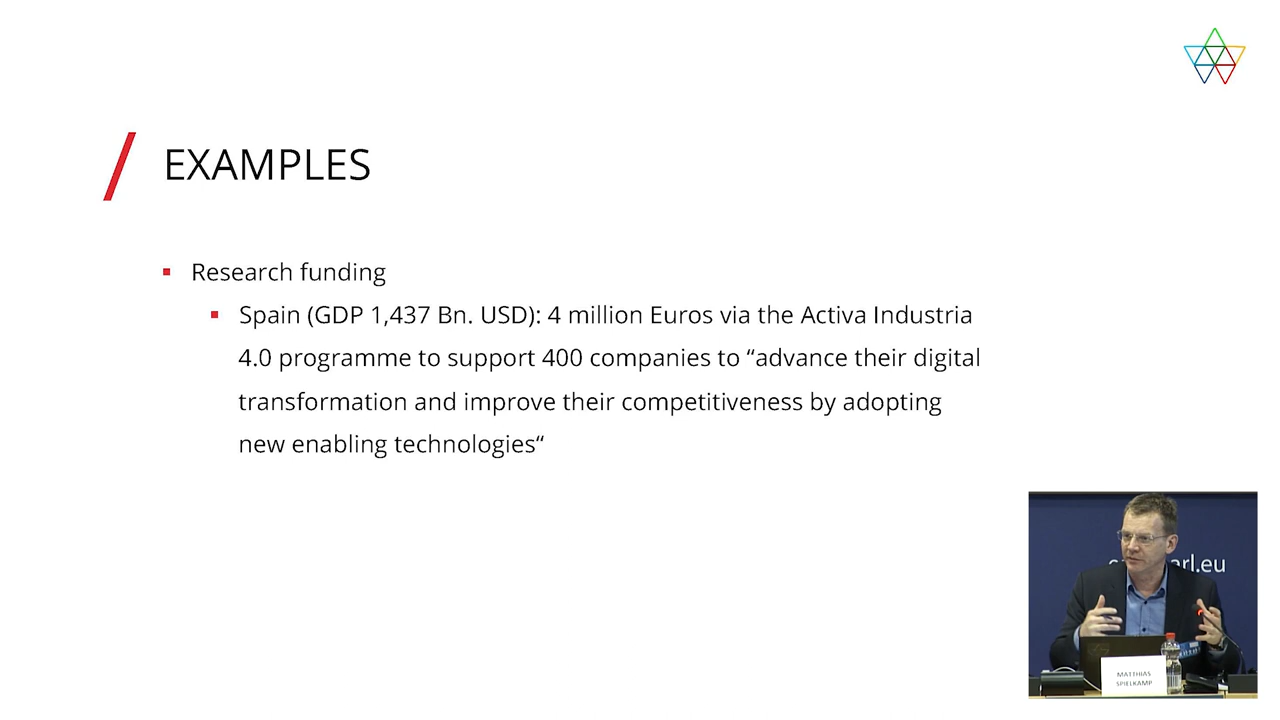 EXAMPLES
▪ Research funding
▪ Spain (GDP 1,437 Bn. USD): 4 million Euros via the Activa Industria
4.0 programme to support 400 companies to “advance their digital
transformation and improve their competitiveness by adopting
new enabling technologies“
arl.eu
MATTHIAS
SPIELKAMP